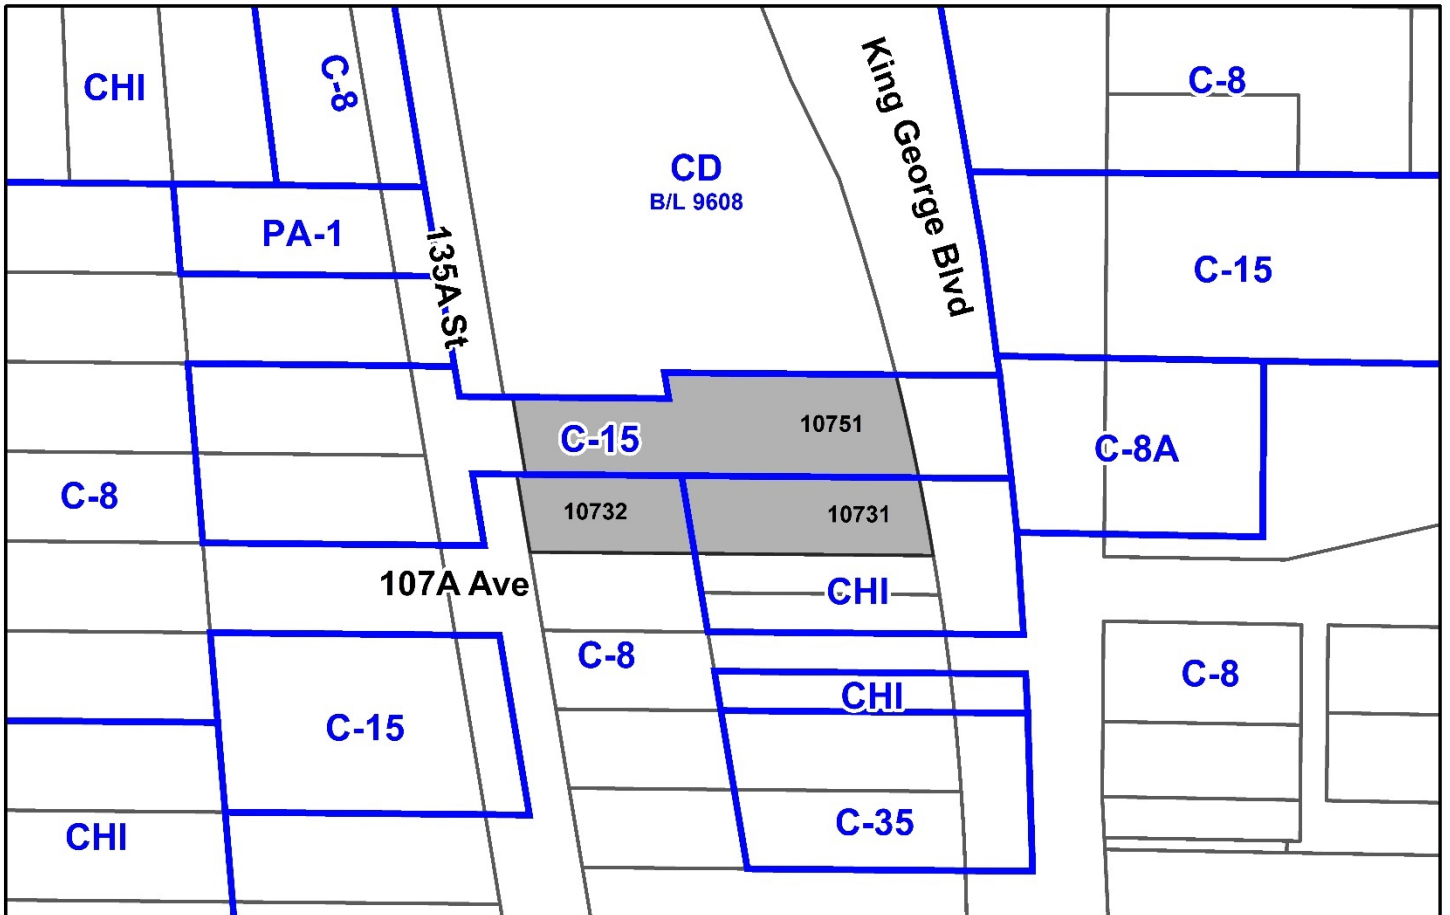 CHI
C-8
King George Blvd
C-8
CD
B/L 9608
PA-1
135A St
C-15
C-15
10751
C-8A
C-8
10732
10731
107A Ave
CHI
C-8
CHI
C-8
C-15
C-35
CHI